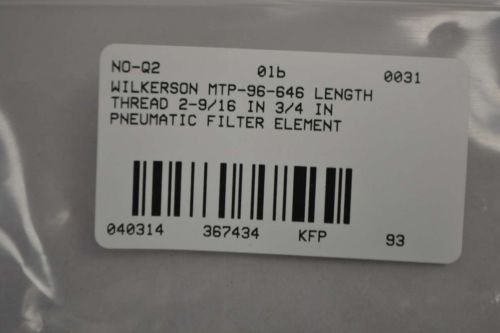 NO-Q2 01b 0031
WILKERSON MTP-96-646 LENGTH
THREAD 2-9/16 IN 3/4 IN
PNEUMATIC FILTER ELEMENT
040314 367434 KFP 93